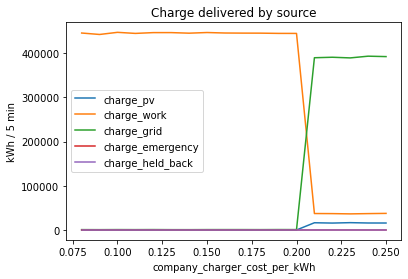 Charge delivered by source
400000
300000
200000
100000
0
kWh / 5 min
charge_pv
charge_work
charge_grid
charge_emergency
charge_held_back
0.075 0.100 0.125 0.150 0.175 0.200 0.225 0.250
company_charger_cost_per_kWh